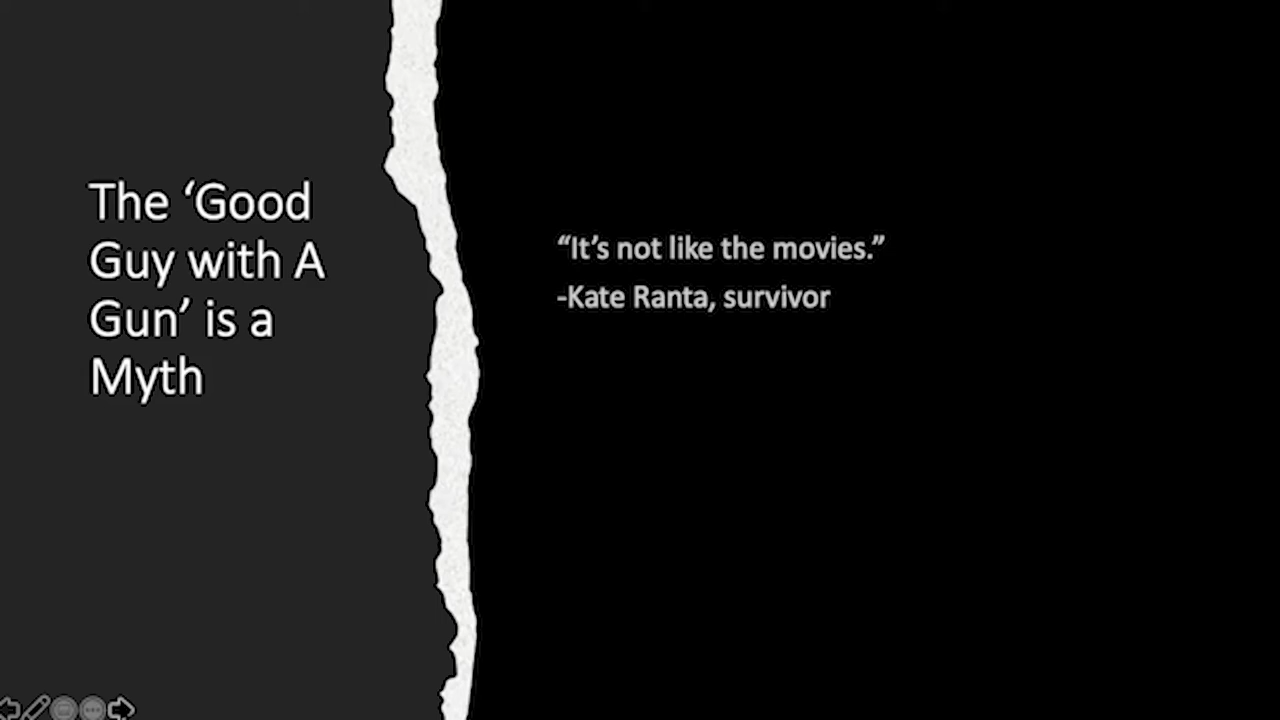 The ‘Good
Guy with A
Gun’ is a
Myth
“It’s not like the movies.”
-Kate Ranta, survivor